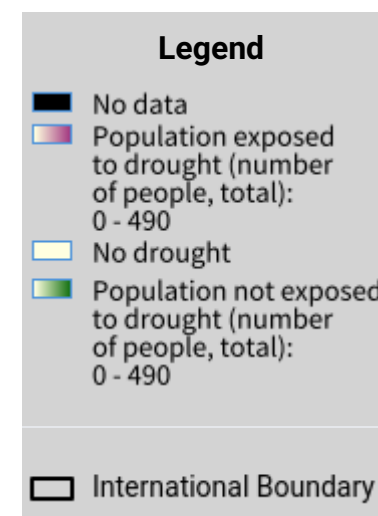 Legend
No data
Population exposed
to drought (number
of people, total):
0 - 490
No drought
Population not exposed
to drought (number
of people, total):
0 - 490
International Boundary